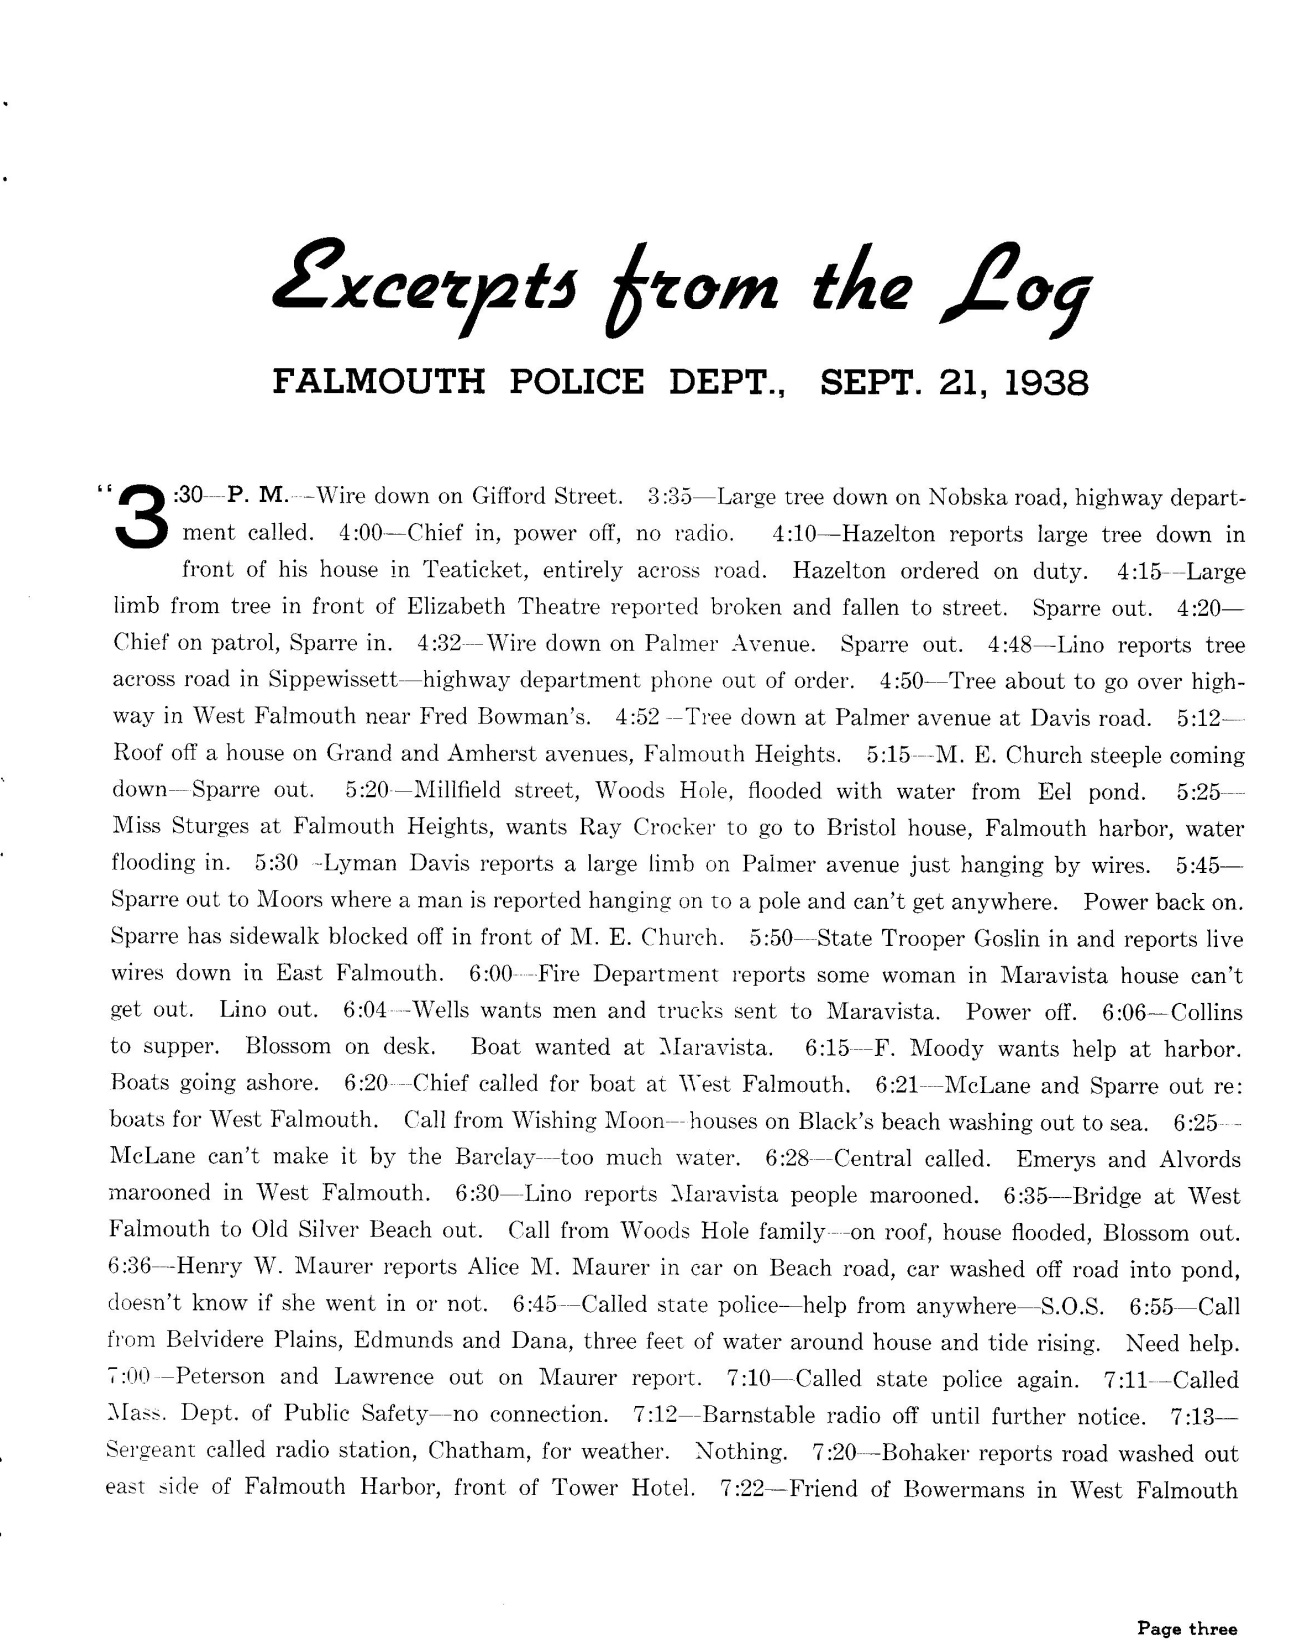 Excerpts from the Log
FALMOUTH POLICE DEPT., SEPT. 21, 1938
"3:30—P. M.—Wire down on Gifford Street. 3:35—Large tree down on Nobska road, highway depart-
ment called. 4:00—Chief in, power off, no radio. 4:10—Hazelton reports large tree down in
front of his house in Teaticket, entirely across road. Hazelton ordered on duty. 4:15—Large
limb from tree in front of Elizabeth Theatre reported broken and fallen to street. Sparre out. 4:20—
Chief on patrol, Sparre in. 4:32—Wire down on Palmer Avenue. Sparre out. 4:48—Lino reports tree
across road in Sippewissett—highway department phone out of order. 4:50—Tree about to go over high-
way in West Falmouth near Fred Bowman's. 4:52—Tree down at Palmer avenue at Davis road. 5:12—
Roof off a house on Grand and Amherst avenues, Falmouth Heights. 5:15—M. E. Church steeple coming
down—Sparre out. 5:20—Millfield street, Woods Hole, flooded with water from Eel pond. 5:25—
Miss Sturges at Falmouth Heights, wants Ray Crocker to go to Bristol house, Falmouth harbor, water
flooding in. 5:30—Lyman Davis reports a large limb on Palmer avenue just hanging by wires. 5:45—
Sparre out to Moors where a man is reported hanging on to a pole and can't get anywhere. Power back on.
Sparre has sidewalk blocked off in front of M. E. Church. 5:50—State Trooper Goslin in and reports live
wires down in East Falmouth. 6:00—Fire Department reports some woman in Maravista house can't
get out. Lino out. 6:04—Wells wants men and trucks sent to Maravista. Power off. 6:06—Collins
to supper. Blossom on desk. Boat wanted at Maravista. 6:15—F. Moody wants help at harbor.
Boats going ashore. 6:20—Chief called for boat at West Falmouth. 6:21—McLane and Sparre out re:
boats for West Falmouth. Call from Wishing Moon—houses on Black's beach washing out to sea. 6:25—
McLane can't make it by the Barclay—too much water. 6:28—Central called. Emerys and Alvords
marooned in West Falmouth. 6:30—Lino reports Maravista people marooned. 6:35—Bridge at West
Falmouth to Old Silver Beach out. Call from Woods Hole family—on roof, house flooded, Blossom out.
6:36—Henry W. Maurer reports Alice M. Maurer in car on Beach road, car washed off road into pond,
doesn't know if she went in or not. 6:45—Called state police—help from anywhere—S.O.S. 6:55—Call
from Belvidere Plains, Edmunds and Dana, three feet of water around house and tide rising. Need help.
7:00—Peterson and Lawrence out on Maurer report. 7:10—Called state police again. 7:11—Called
Mass. Dept. of Public Safety—no connection. 7:12—Barnstable radio off until further notice. 7:13—
Sergeant called radio station, Chatham, for weather. Nothing. 7:20—Bohaker reports road washed out
east side of Falmouth Harbor, front of Tower Hotel. 7:22—Friend of Bowermans in West Falmouth
Page three